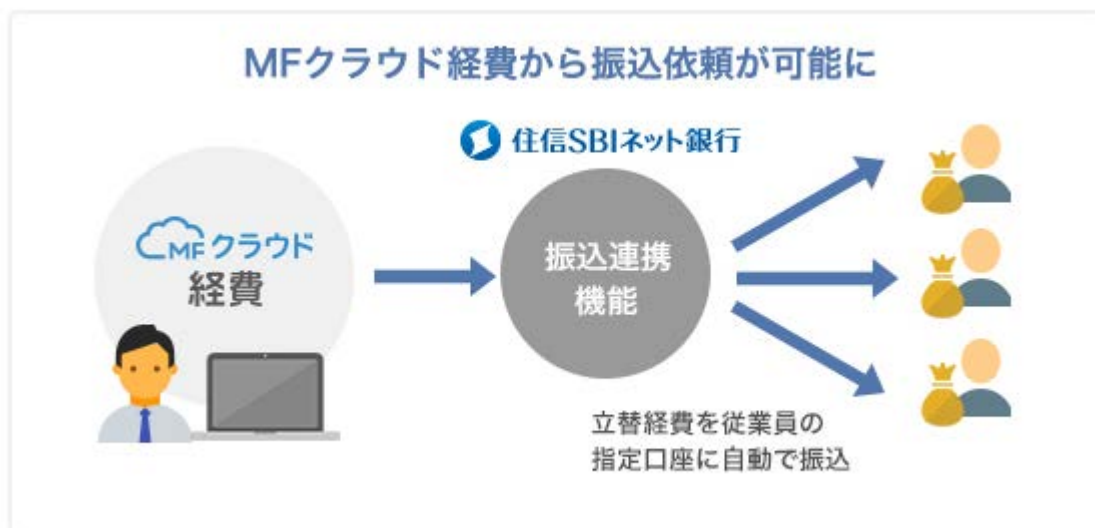 MFクラウド経費から振込依頼が可能に
住信SBIネット銀行
MFクラウド
経費
振込連携
機能
立替経費を従業員の
指定口座に自動で振込